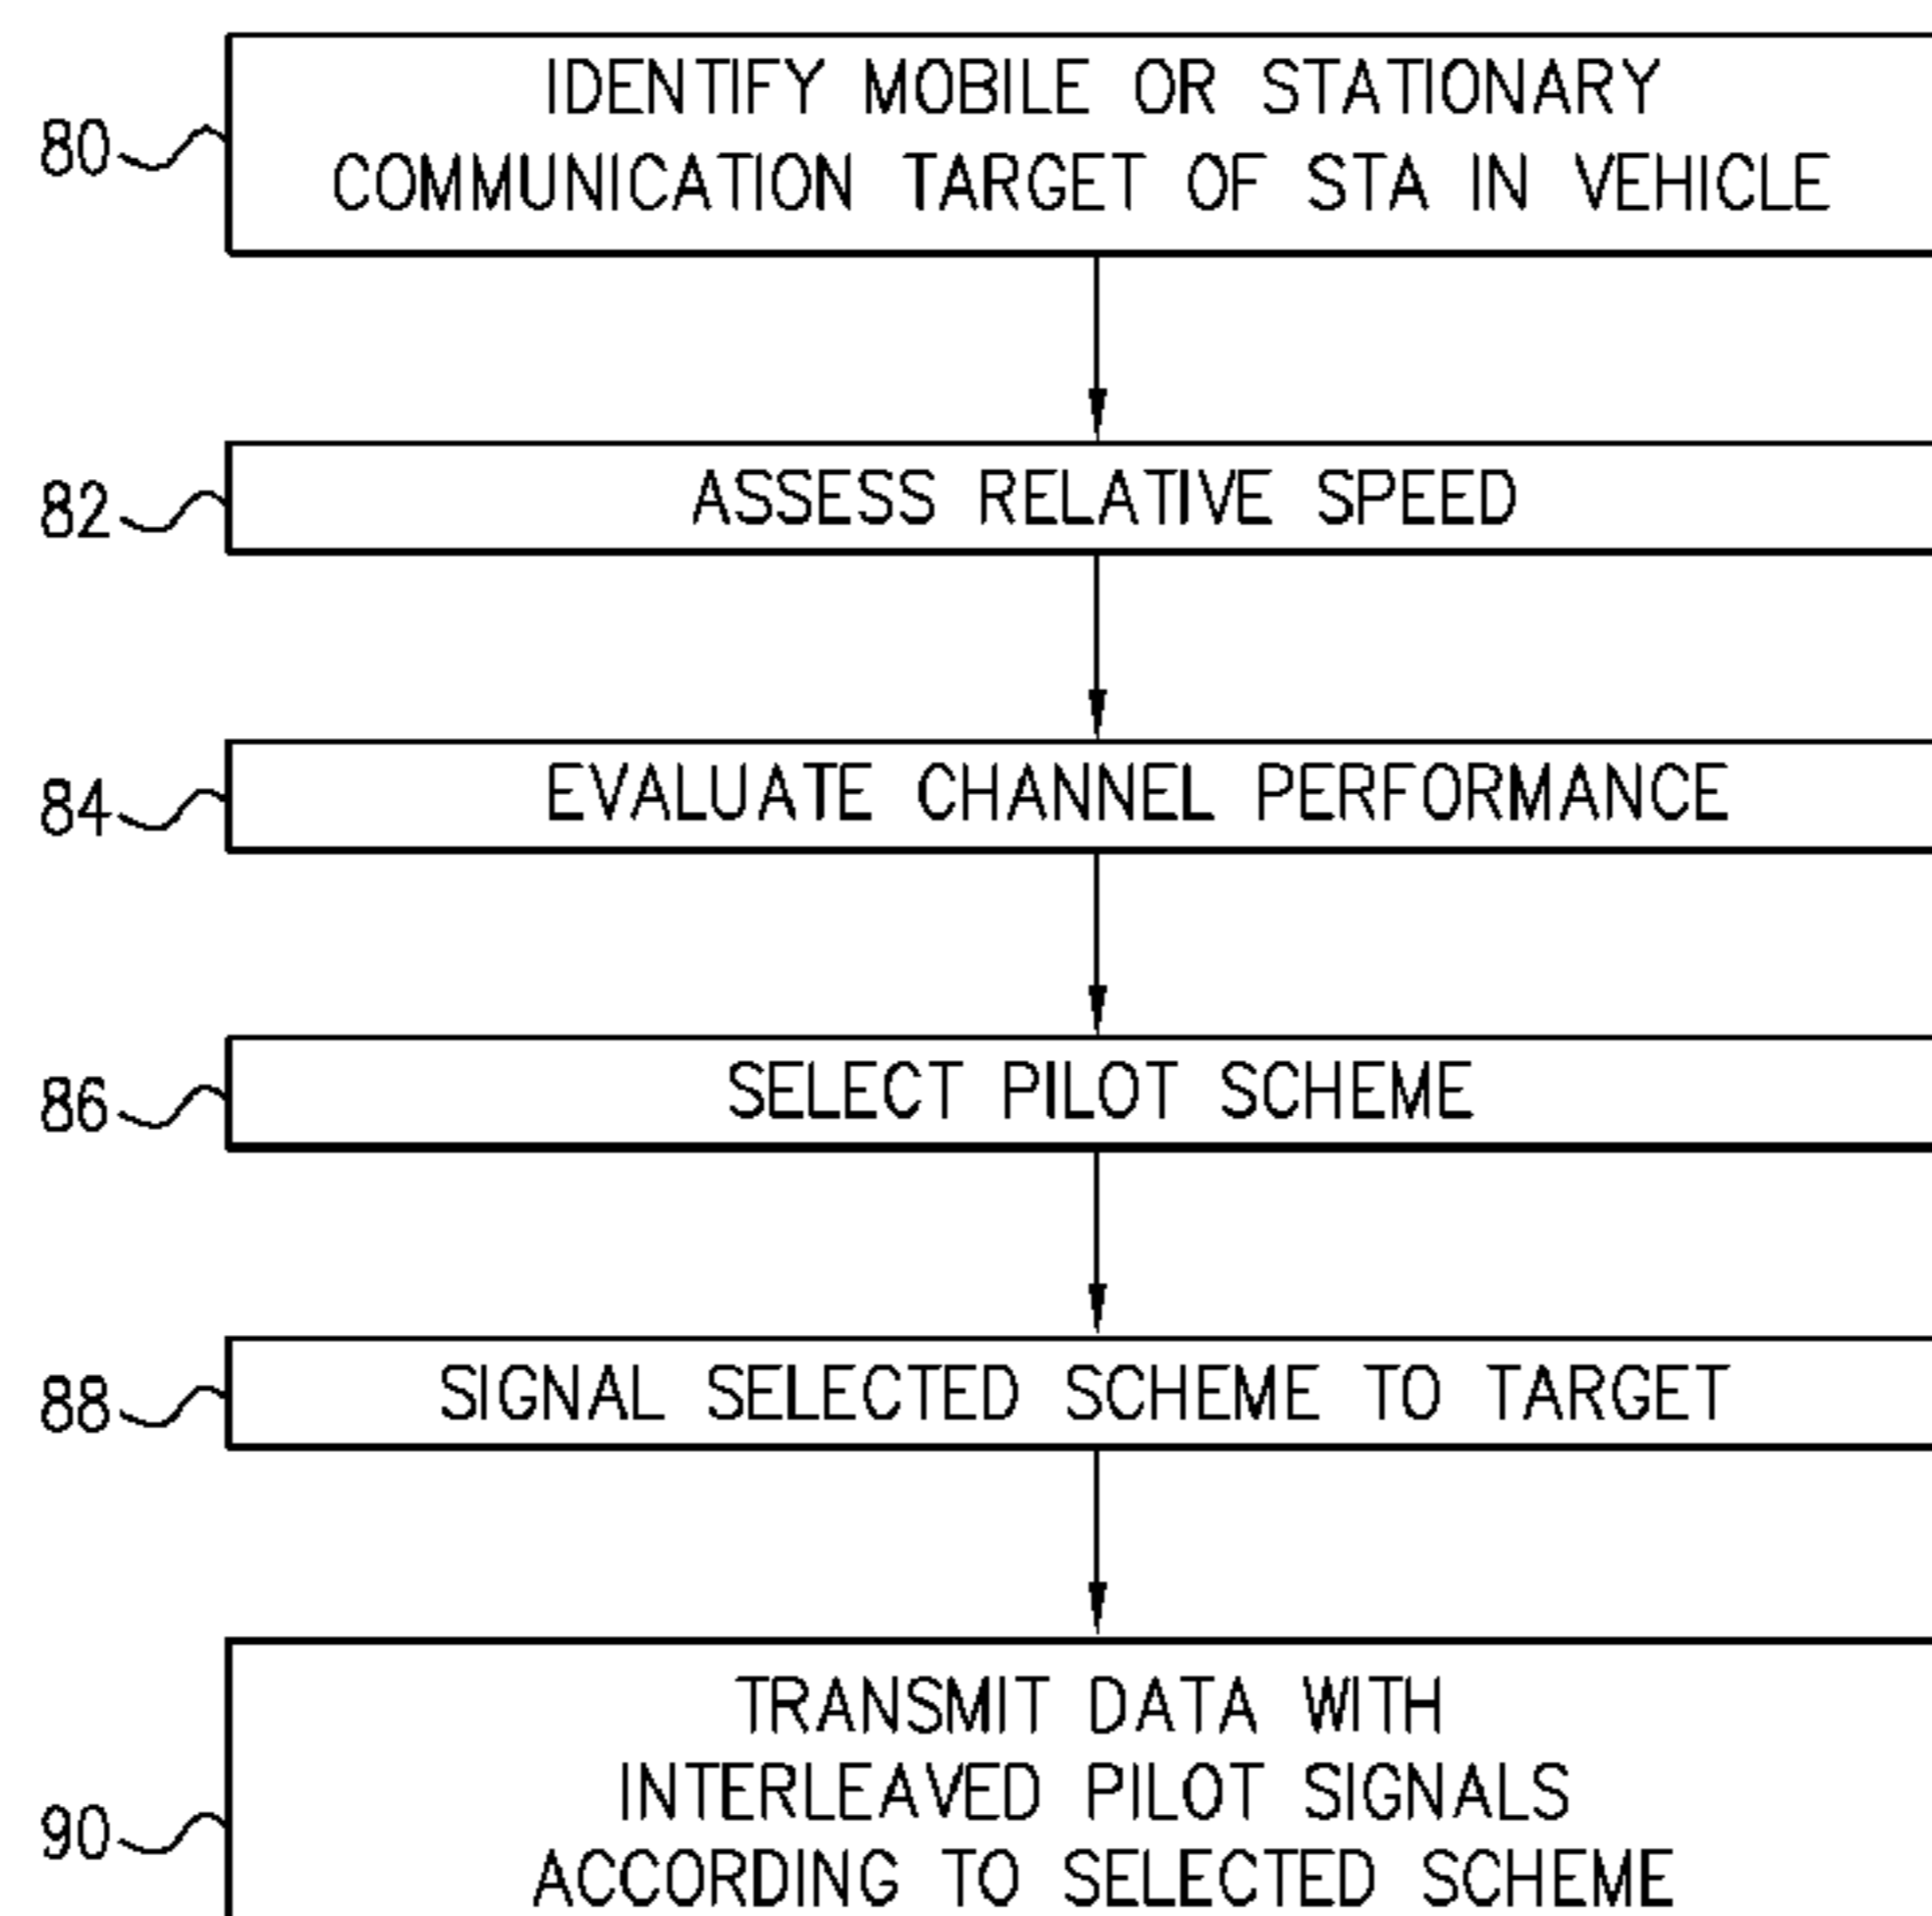 80
IDENTIFY MOBILE OR STATIONARY
COMMUNICATION TARGET OF STA IN VEHICLE
82
ASSESS RELATIVE SPEED
84
EVALUATE CHANNEL PERFORMANCE
86
SELECT PILOT SCHEME
88
SIGNAL SELECTED SCHEME TO TARGET
90
TRANSMIT DATA WITH
INTERLEAVED PILOT SIGNALS
ACCORDING TO SELECTED SCHEME